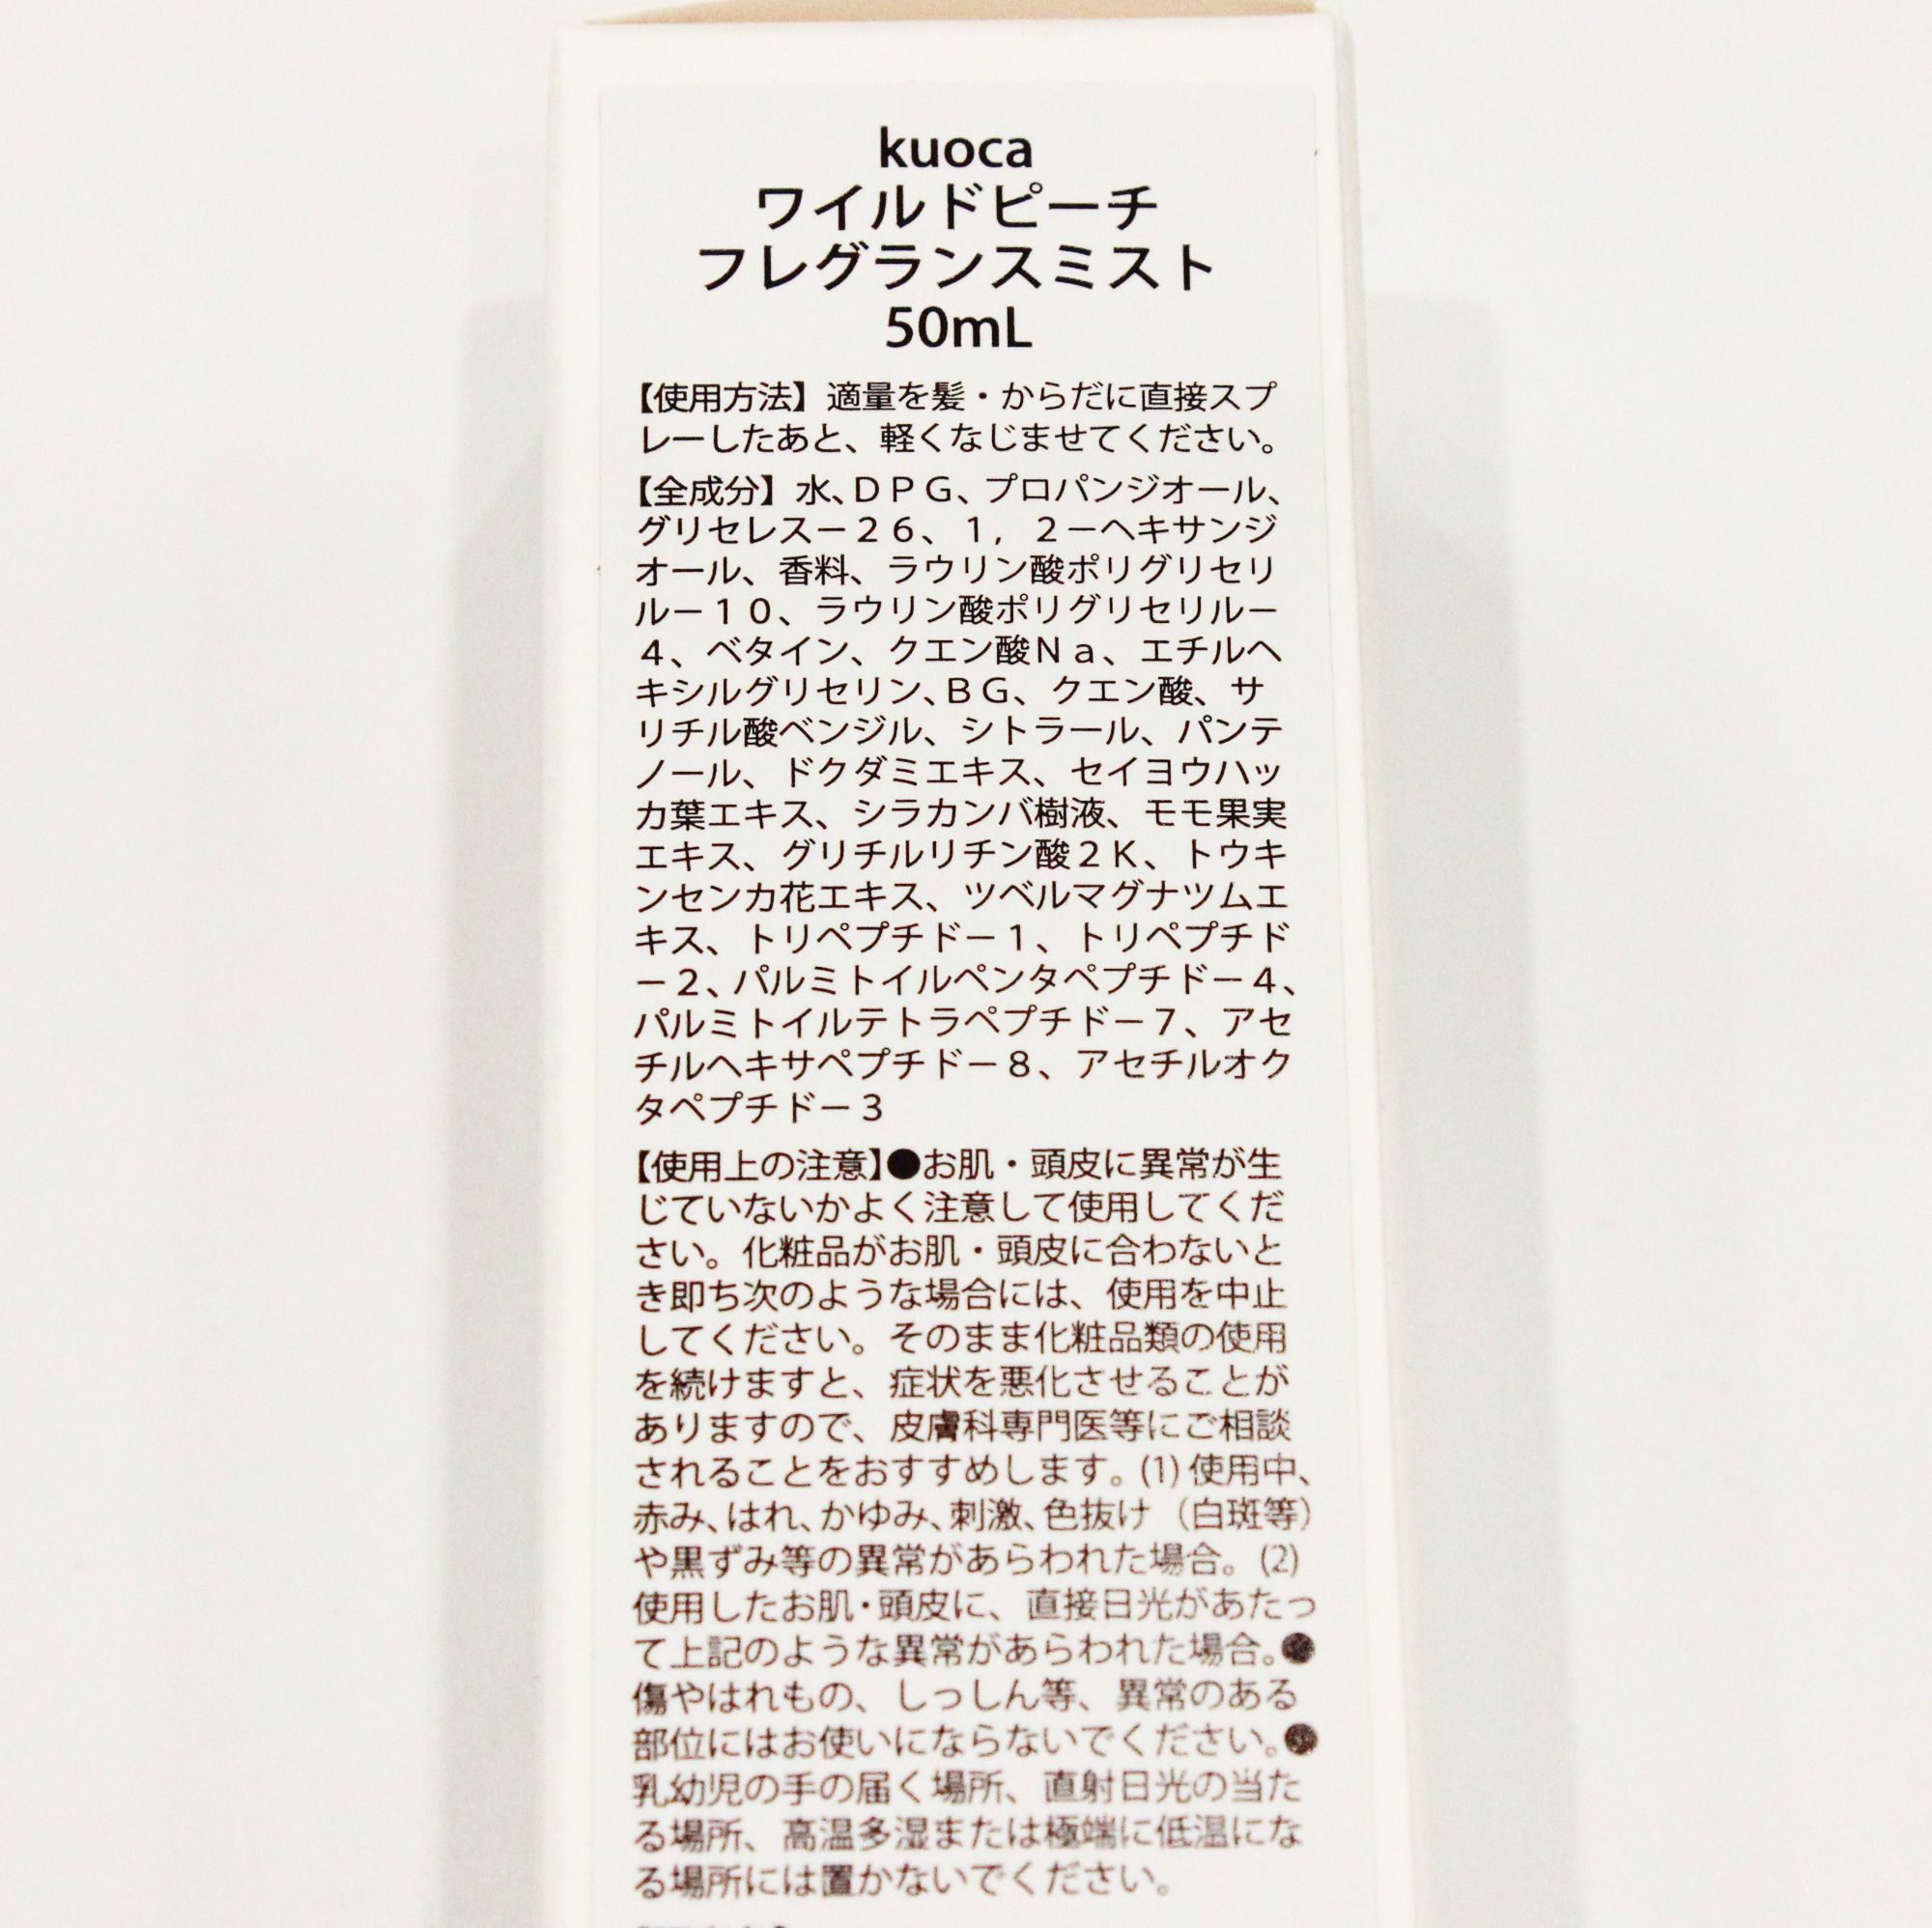 kuoca
ワイルドピーチ
フレグランスミスト
50mL
【使用方法】適量を髪・からだに直接スプ
レーしたあと、軽くなじませてください。
【全成分】水、ＤＰＧ、プロパンジオール、
グリセレス－２６、１，２－ヘキサンジ
オール、香料、ラウリン酸ポリグリセリ
ル－１０、ラウリン酸ポリグリセリル－
４、ベタイン、クエン酸Ｎａ、エチルヘ
キシルグリセリン、ＢＧ、クエン酸、サ
リチル酸ベンジル、シトラール、パンテ
ノール、ドクダミエキス、セイヨウハッ
カ葉エキス、シラカンバ樹液、モモ果実
エキス、グリチルリチン酸２Ｋ、トウキ
ンセンカ花エキス、ツベルマグナツムエ
キス、トリペプチド－１、トリペプチド
－２、パルミトイルペンタペプチド－４、
パルミトイルテトラペプチド－７、アセ
チルヘキサペプチド－８、アセチルオク
タペプチド－３
【使用上の注意】●お肌・頭皮に異常が生
じていないかよく注意して使用してくだ
さい。化粧品がお肌・頭皮に合わないと
き即ち次のような場合には、使用を中止
してください。そのまま化粧品類の使用
を続けますと、症状を悪化させることが
ありますので、皮膚科専門医等にご相談
されることをおすすめします。(1) 使用中、
赤み、はれ、かゆみ、刺激、色抜け（白斑等）
や黒ずみ等の異常があらわれた場合。(2)
使用したお肌・頭皮に、直接日光があたっ
て上記のような異常があらわれた場合。●
傷やはれもの、しっしん等、異常のある
部位にはお使いにならないでください。●
乳幼児の手の届く場所、直射日光の当た
る場所、高温多湿または極端に低温にな
る場所には置かないでください。